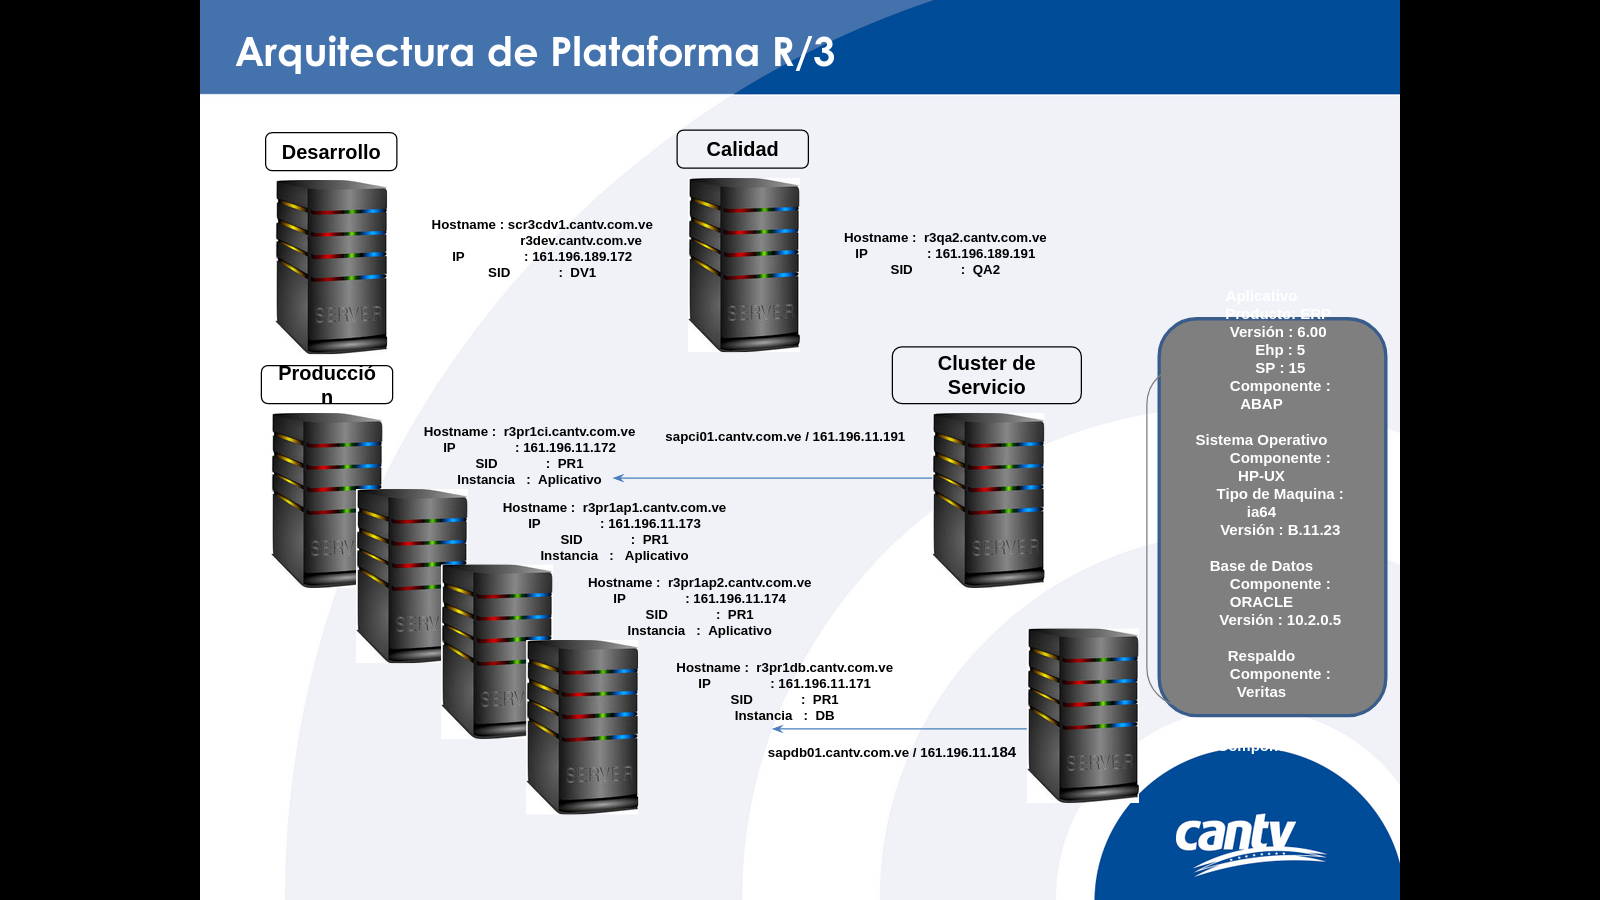 Arquitectura de Plataforma R/3
Desarrollo
Calidad
Hostname : scr3cdv1.cantv.com.ve
r3dev.cantv.com.ve
IP : 161.196.189.172
SID : DV1
Hostname : r3qa2.cantv.com.ve
IP : 161.196.189.191
SID : QA2
SERVER
SERVER
Producció
n
Cluster de
Servicio
Hostname : r3pr1ci.cantv.com.ve
IP : 161.196.11.172
SID : PR1
Instancia : Aplicativo
sapci01.cantv.com.ve / 161.196.11.191
Hostname : r3pr1ap1.cantv.com.ve
IP : 161.196.11.173
SID : PR1
Instancia : Aplicativo
SERV
SERVER
Hostname : r3pr1ap2.cantv.com.ve
IP : 161.196.11.174
SID : PR1
Instancia : Aplicativo
SERV
Hostname : r3pr1db.cantv.com.ve
IP : 161.196.11.171
SID : PR1
Instancia : DB
SERV
sapdb01.cantv.com.ve / 161.196.11.184
SERVER
SERVER
Aplicativo
Producto: ERP
Versión : 6.00
Ehp : 5
SP : 15
Componente :
ABAP
Sistema Operativo
Componente :
HP-UX
Tipo de Maquina :
ia64
Versión : B.11.23
Base de Datos
Componente :
ORACLE
Versión : 10.2.0.5
Respaldo
Componente :
Veritas
cantv